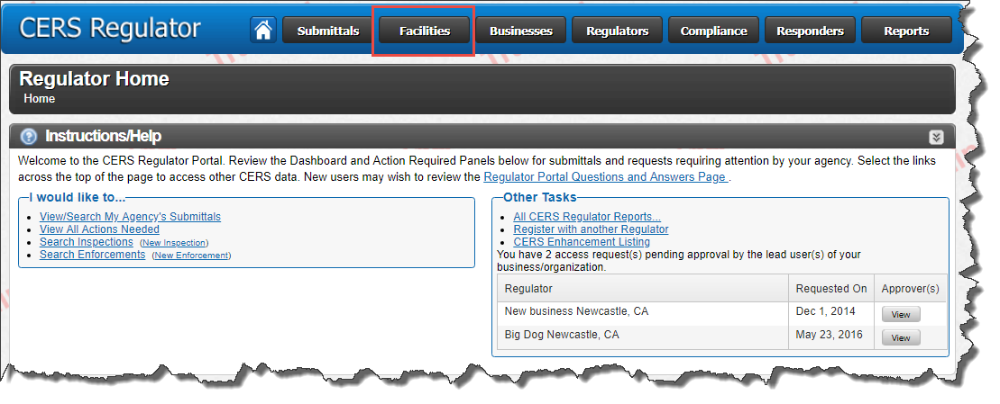 CERS Regulator
Submittals
Facilities
Businesses
Regulators
Compliance
Responders
Reports
Regulator Home
Home
Instructions/Help
Welcome to the CERS Regulator Portal. Review the Dashboard and Action Required Panels below for submittals and requests requiring attention by your agency. Select the links
across the top of the page to access other CERS data. New users may wish to review the Regulator Portal Questions and Answers Page .
I would like to...
View/Search My Agency's Submittals
View All Actions Needed
Search Inspections (New Inspection)
Search Enforcements (New Enforcement)
Other Tasks
All CERS Regulator Reports...
Register with another Regulator
CERS Enhancement Listing
You have 2 access request(s) pending approval by the lead user(s) of your
business/organization.
Regulator Requested On Approver(s)
New business Newcastle, CA Dec 1, 2014 View
Big Dog Newcastle, CA May 23, 2016 View